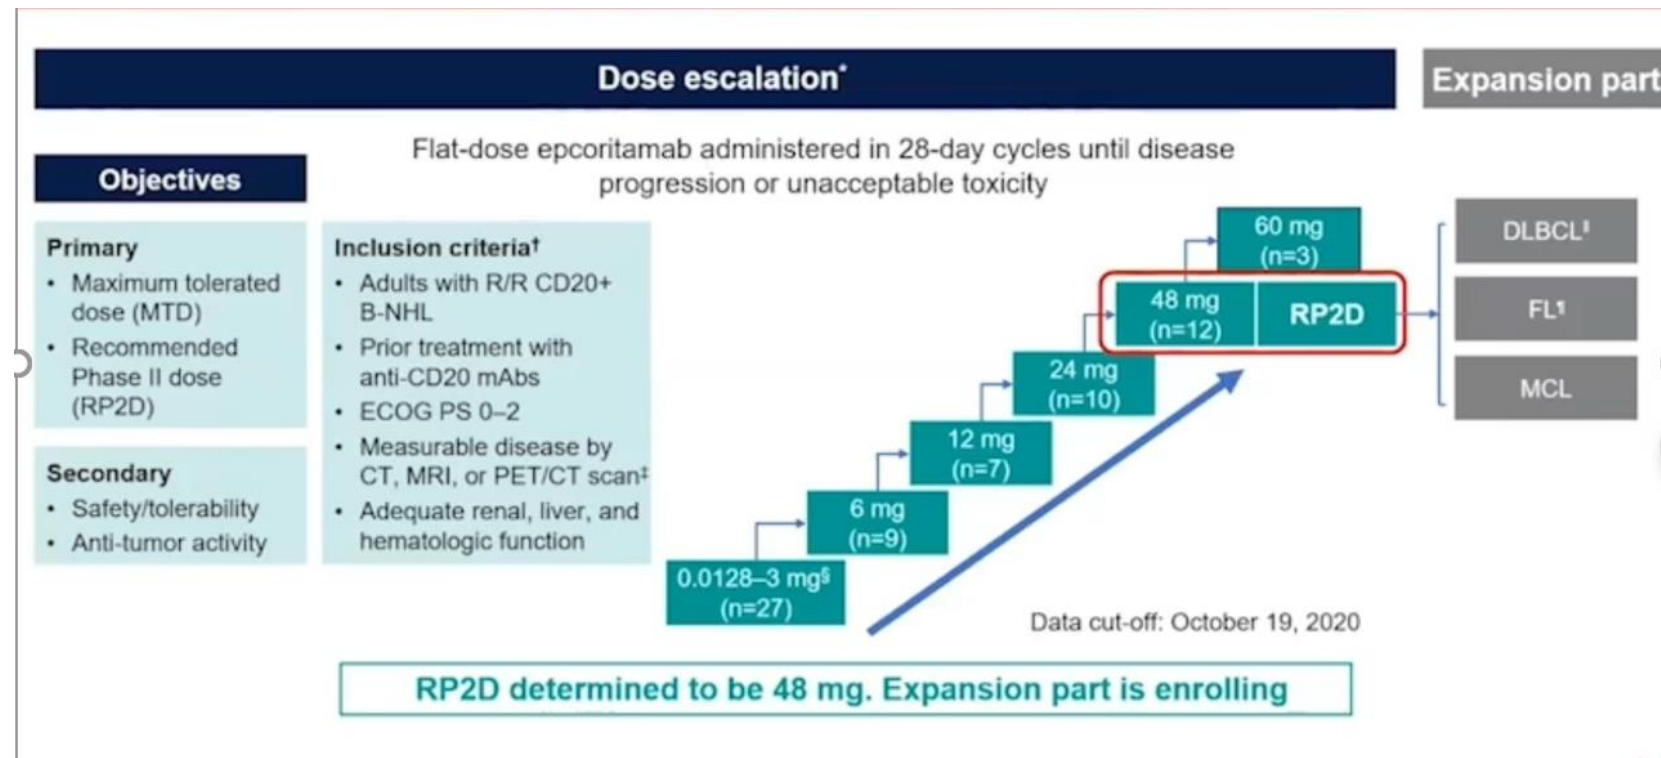 Dose escalation*
Expansion part
Flat-dose epcoritamab administered in 28-day cycles until disease
progression or unacceptable toxicity
Objectives
Primary
• Maximum tolerated
dose (MTD)
• Recommended
Phase II dose
(RP2D)
Secondary
• Safety/tolerability
• Anti-tumor activity
Inclusion criteria†
• Adults with R/R CD20+
B-NHL
• Prior treatment with
anti-CD20 mAbs
• ECOG PS 0–2
• Measurable disease by
CT, MRI, or PET/CT scan‡
• Adequate renal, liver, and
hematologic function
0.0128–3 mg§
(n=27)
6 mg
(n=9)
12 mg
(n=7)
24 mg
(n=10)
48 mg
(n=12)
RP2D
60 mg
(n=3)
DLBCL‖
FL¶
MCL
Data cut-off: October 19, 2020
RP2D determined to be 48 mg. Expansion part is enrolling